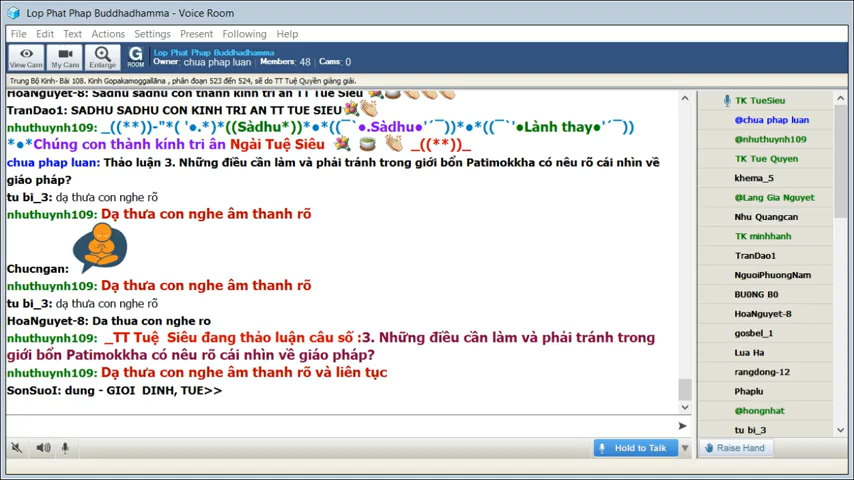 Lop Phat Phap Buddhadhamma - Voice Room
File Edit Text Actions Settings Present Following Help
View Cam
My Cam
Enlarge
G ROOM
Lop Phat Phap Buddhadhamma
Owner: chua phap luan; Members: 48 Cams: 0
Trung Bộ Kinh- Bài 108. Kinh Gopakamoggallāna , phân đoạn 523 đến 524, sẽ do TT Tuệ Quyền giảng giải.
HoaNguyet-8: Sadhu sadhu con kinh tri an TT Tue Sieu
TranDao1: SADHU SADHU CON KINH TRI AN TT TUE SIEU
nhuthuynh109: _((**))-"*( '●.*)*((Sàdhu*))*●*((¯`●.Sàdhu●'´¯))*●*((¯`'●Lành thay●'´¯))
*●*Chúng con thành kính tri ân Ngài Tuệ Siêu _((**))_
chua phap luan: Thảo luận 3. Những điều cần làm và phải tránh trong giới bổn Patimokkha có nêu rõ cái nhìn về
giáo pháp?
tu bi_3: dạ thưa con nghe rõ
nhuthuynh109: Dạ thưa con nghe âm thanh rõ
Chucngan:
nhuthuynh109: Dạ thưa con nghe âm thanh rõ
tu bi_3: dạ thưa con nghe rõ
HoaNguyet-8: Da thua con nghe ro
nhuthuynh109: _TT Tuệ Siêu đang thảo luận câu số :3. Những điều cần làm và phải tránh trong
giới bổn Patimokkha có nêu rõ cái nhìn về giáo pháp?
nhuthuynh109: Dạ thưa con nghe âm thanh rõ và liên tục
SonSuoI: dung - GIOI DINH, TUE>>
Hold to Talk
TK TueSieu
@chua phap luan
@nhuthuynh109
TK Tue Quyen
khema_5
@Lang Gia Nguyet
Nhu Quangcan
TK minhhanh
TranDao1
NguoiPhuongNam
BU0NG B0
HoaNguyet-8
gosbel_1
Lua Ha
rangdong-12
Phaplu
@hongnhat
tu bi_3
Raise Hand